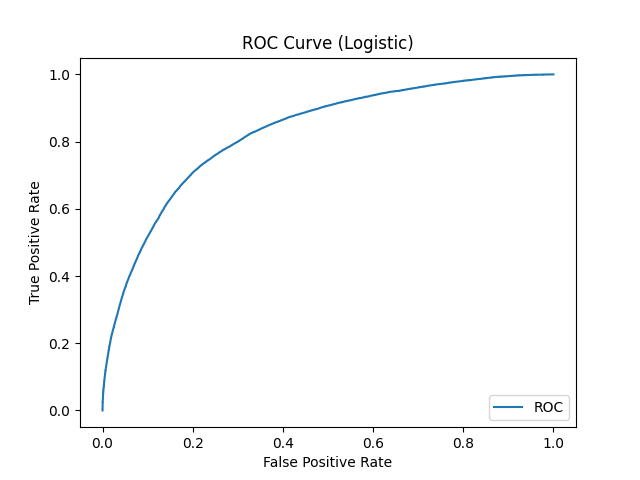 ROC Curve (Logistic)
True Positive Rate
1.0
0.8
0.6
0.4
0.2
0.0
ROC
0.0 0.2 0.4 0.6 0.8 1.0
False Positive Rate